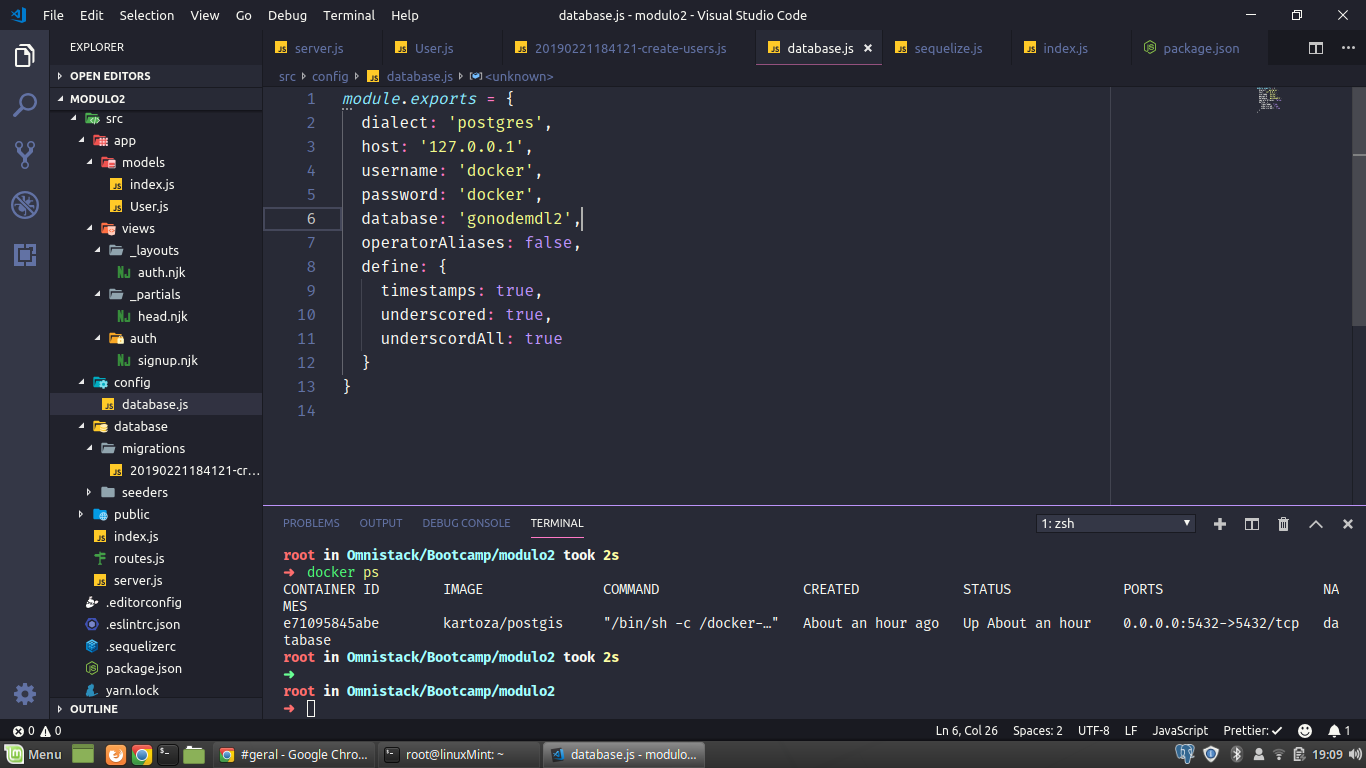 File Edit Selection View Go Debug Terminal Help database.js - modulo2 - Visual Studio Code
EXPLORER
server.js User.js 20190221184121-create-users.js database.js sequelize.js index.js package.json
OPEN EDITORS
src config database.js <unknown>
MODULO2
src
app
models
index.js
User.js
views
_layouts
auth.njk
_partials
head.njk
auth
signup.njk
config
database.js
database
migrations
20190221184121-cr...
seeders
public
index.js
routes.js
server.js
.editorconfig
.eslintrc.json
.sequelizerc
package.json
yarn.lock
OUTLINE
1 module.exports = {
2 dialect: 'postgres',
3 host: '127.0.0.1',
4 username: 'docker',
5 password: 'docker',
6 database: 'gonodemdl2',
7 operatorAliases: false,
8 define: {
9 timestamps: true,
10 underscored: true,
11 underscordAll: true
12 }
13 }
14
PROBLEMS OUTPUT DEBUG CONSOLE TERMINAL 1: zsh
root in Omnistack/Bootcamp/modulo2 took 2s
➜ docker ps
CONTAINER ID IMAGE COMMAND CREATED STATUS PORTS NA
MES
e71095845abe kartoza/postgis "/bin/sh -c /docker-…" About an hour ago Up About an hour 0.0.0.0:5432->5432/tcp da
tabase
root in Omnistack/Bootcamp/modulo2 took 2s
➜
root in Omnistack/Bootcamp/modulo2
➜
0 0 Ln 6, Col 26 Spaces: 2 UTF-8 LF JavaScript Prettier: ✓ 1
Menu #geral - Google Chro... root@linuxMint: ~ database.js - modulo... 19:09